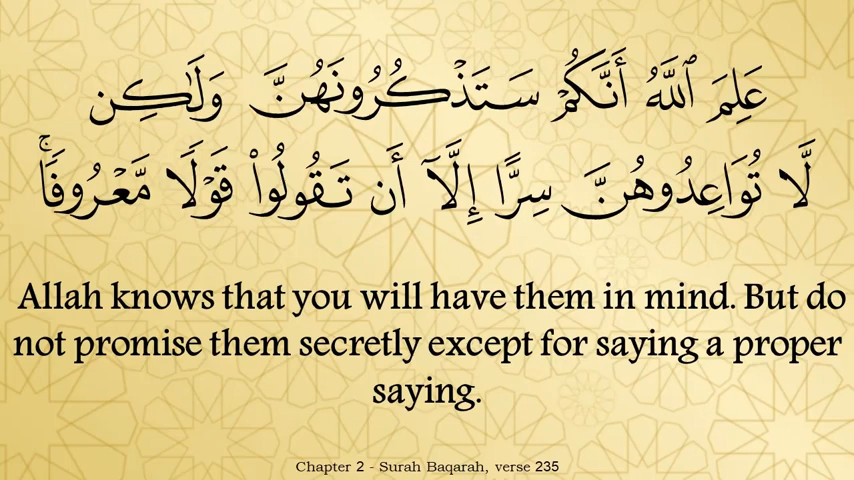 عَلِمَ ٱللَّهُ أَنَّكُمْ سَتَذْكُرُونَهُنَّ وَلَٰكِن
لَّا تُوَاعِدُوهُنَّ سِرًّا إِلَّآ أَن تَقُولُوا۟ قَوْلًا مَّعْرُوفًا ۚ
Allah knows that you will have them in mind. But do
not promise them secretly except for saying a proper
saying.
Chapter 2 - Surah Baqarah, verse 235